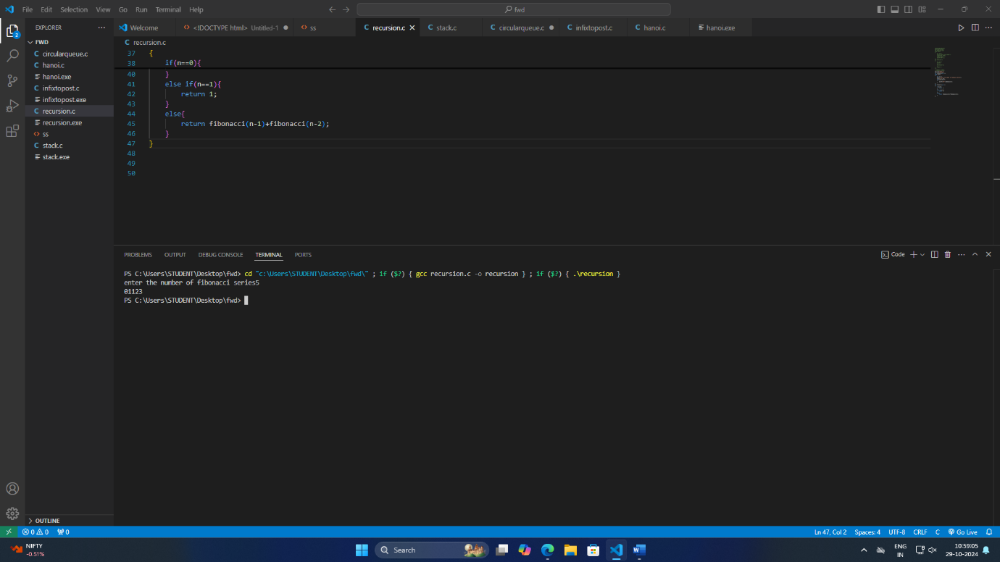 File Edit Selection View Go Run Terminal Help
fwd
EXPLORER
Welcome <!DOCTYPE html> Untitled-1 ss recursion.c stack.c circularqueue.c infixtopost.c hanoi.c hanoi.exe
FWD
circularqueue.c
hanoi.c
hanoi.exe
infixtopost.c
infixtopost.exe
recursion.c
recursion.exe
ss
stack.c
stack.exe
OUTLINE
recursion.c
37 {
38 if(n==0){
40 }
41 else if(n==1){
42 return 1;
43 }
44 else{
45 return fibonacci(n-1)+fibonacci(n-2);
46 }
47 }
48
49
50
PROBLEMS OUTPUT DEBUG CONSOLE TERMINAL PORTS
Code
PS C:\Users\STUDENT\Desktop\fwd> cd "c:\Users\STUDENT\Desktop\fwd\" ; if ($?) { gcc recursion.c -o recursion } ; if ($?) { .\recursion }
enter the number of fibonacci series5
01123
PS C:\Users\STUDENT\Desktop\fwd>
0 0 0 Ln 47, Col 2 Spaces: 4 UTF-8 CRLF C Go Live
NIFTY
-0.51%
Search
ENG
IN
10:59:05
29-10-2024
2